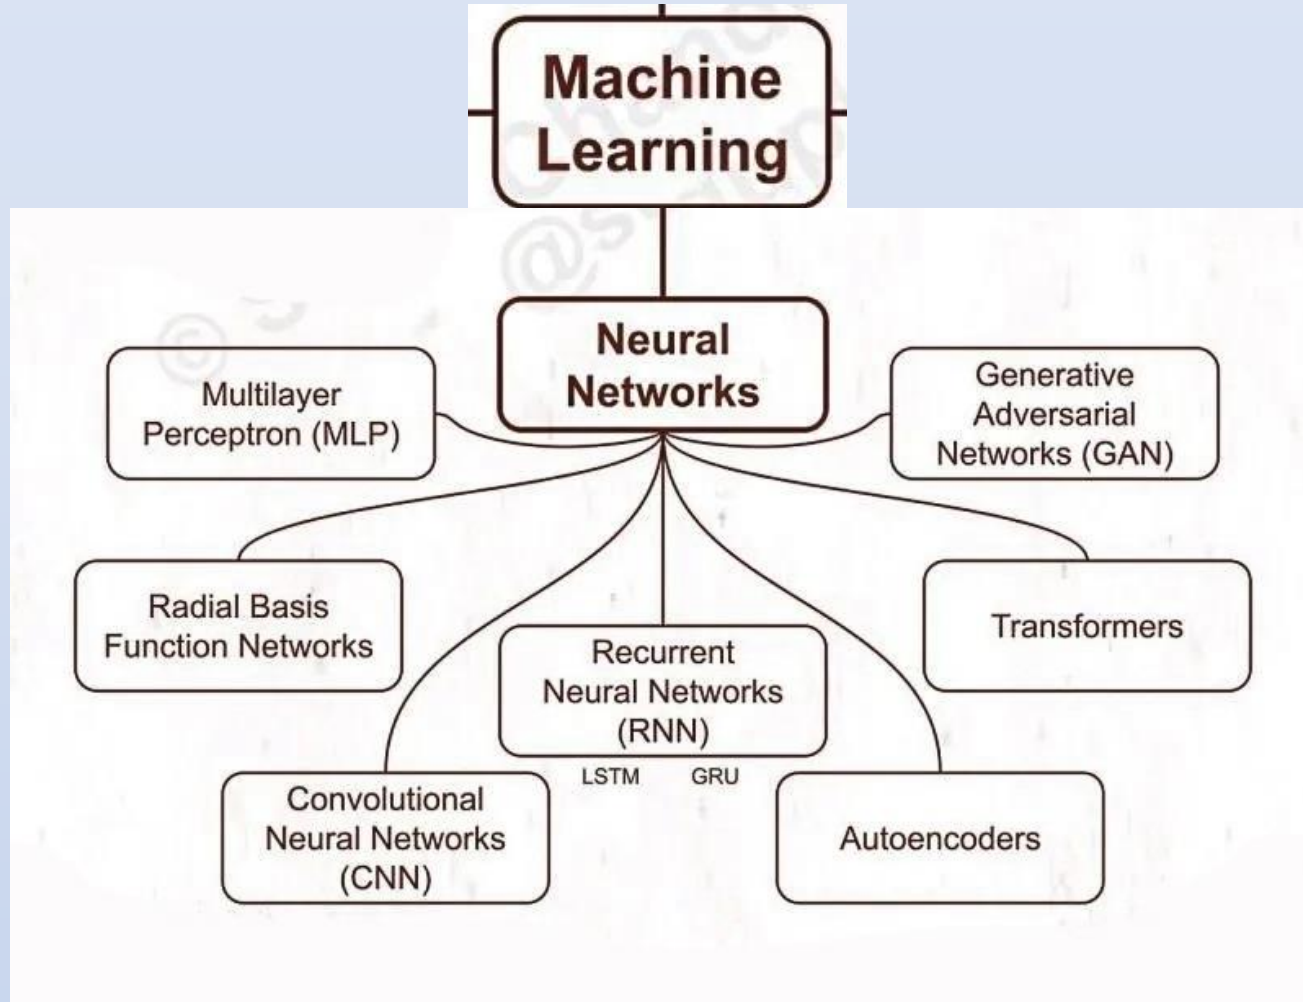 Machine
Learning
Neural
Networks
Multilayer
Perceptron (MLP)
Generative
Adversarial
Networks (GAN)
Radial Basis
Function Networks
Transformers
Recurrent
Neural Networks
(RNN)
LSTM GRU
Convolutional
Neural Networks
(CNN)
Autoencoders